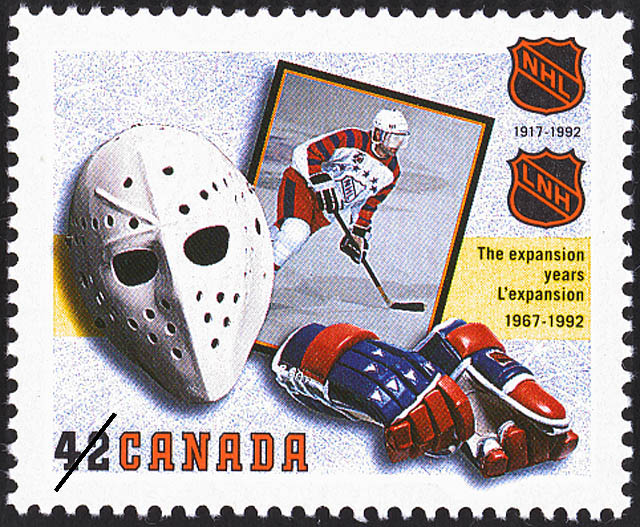 NHL
1917-1992
LNH
The expansion
years
L'expansion
1967-1992
42 CANADA